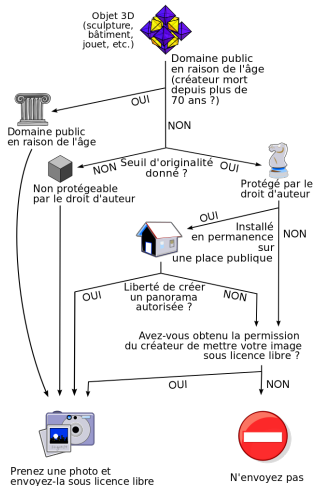 Objet 3D
(sculpture,
bâtiment,
jouet, etc.)
Domaine public
en raison de l'âge
(créateur mort
depuis plus de
70 ans ?)
OUI
NON
Domaine public
en raison de l'âge
Seuil d'originalité
donné ?
NON
OUI
Non protégeable
par le droit d'auteur
Protégé par le
droit d'auteur
OUI
NON
Installé
en permanence
sur
une place publique
Liberté de créer
un panorama
autorisée ?
OUI
NON
Avez-vous obtenu la permission
du créateur de mettre votre image
sous licence libre ?
OUI
NON
Prenez une photo et
envoyez-la sous licence libre
N'envoyez pas